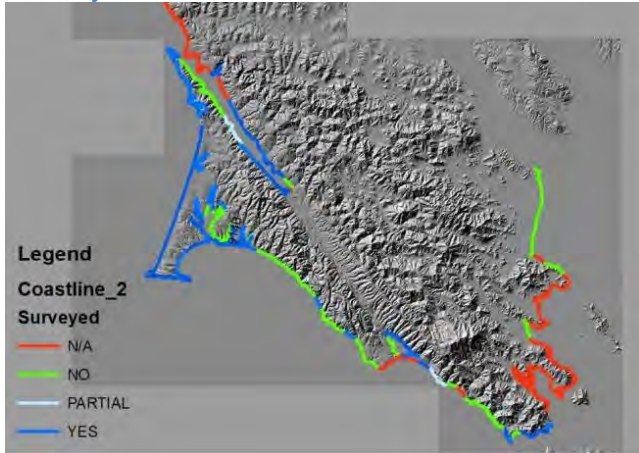 Legend
Coastline_2
Surveyed
N/A
NO
PARTIAL
YES